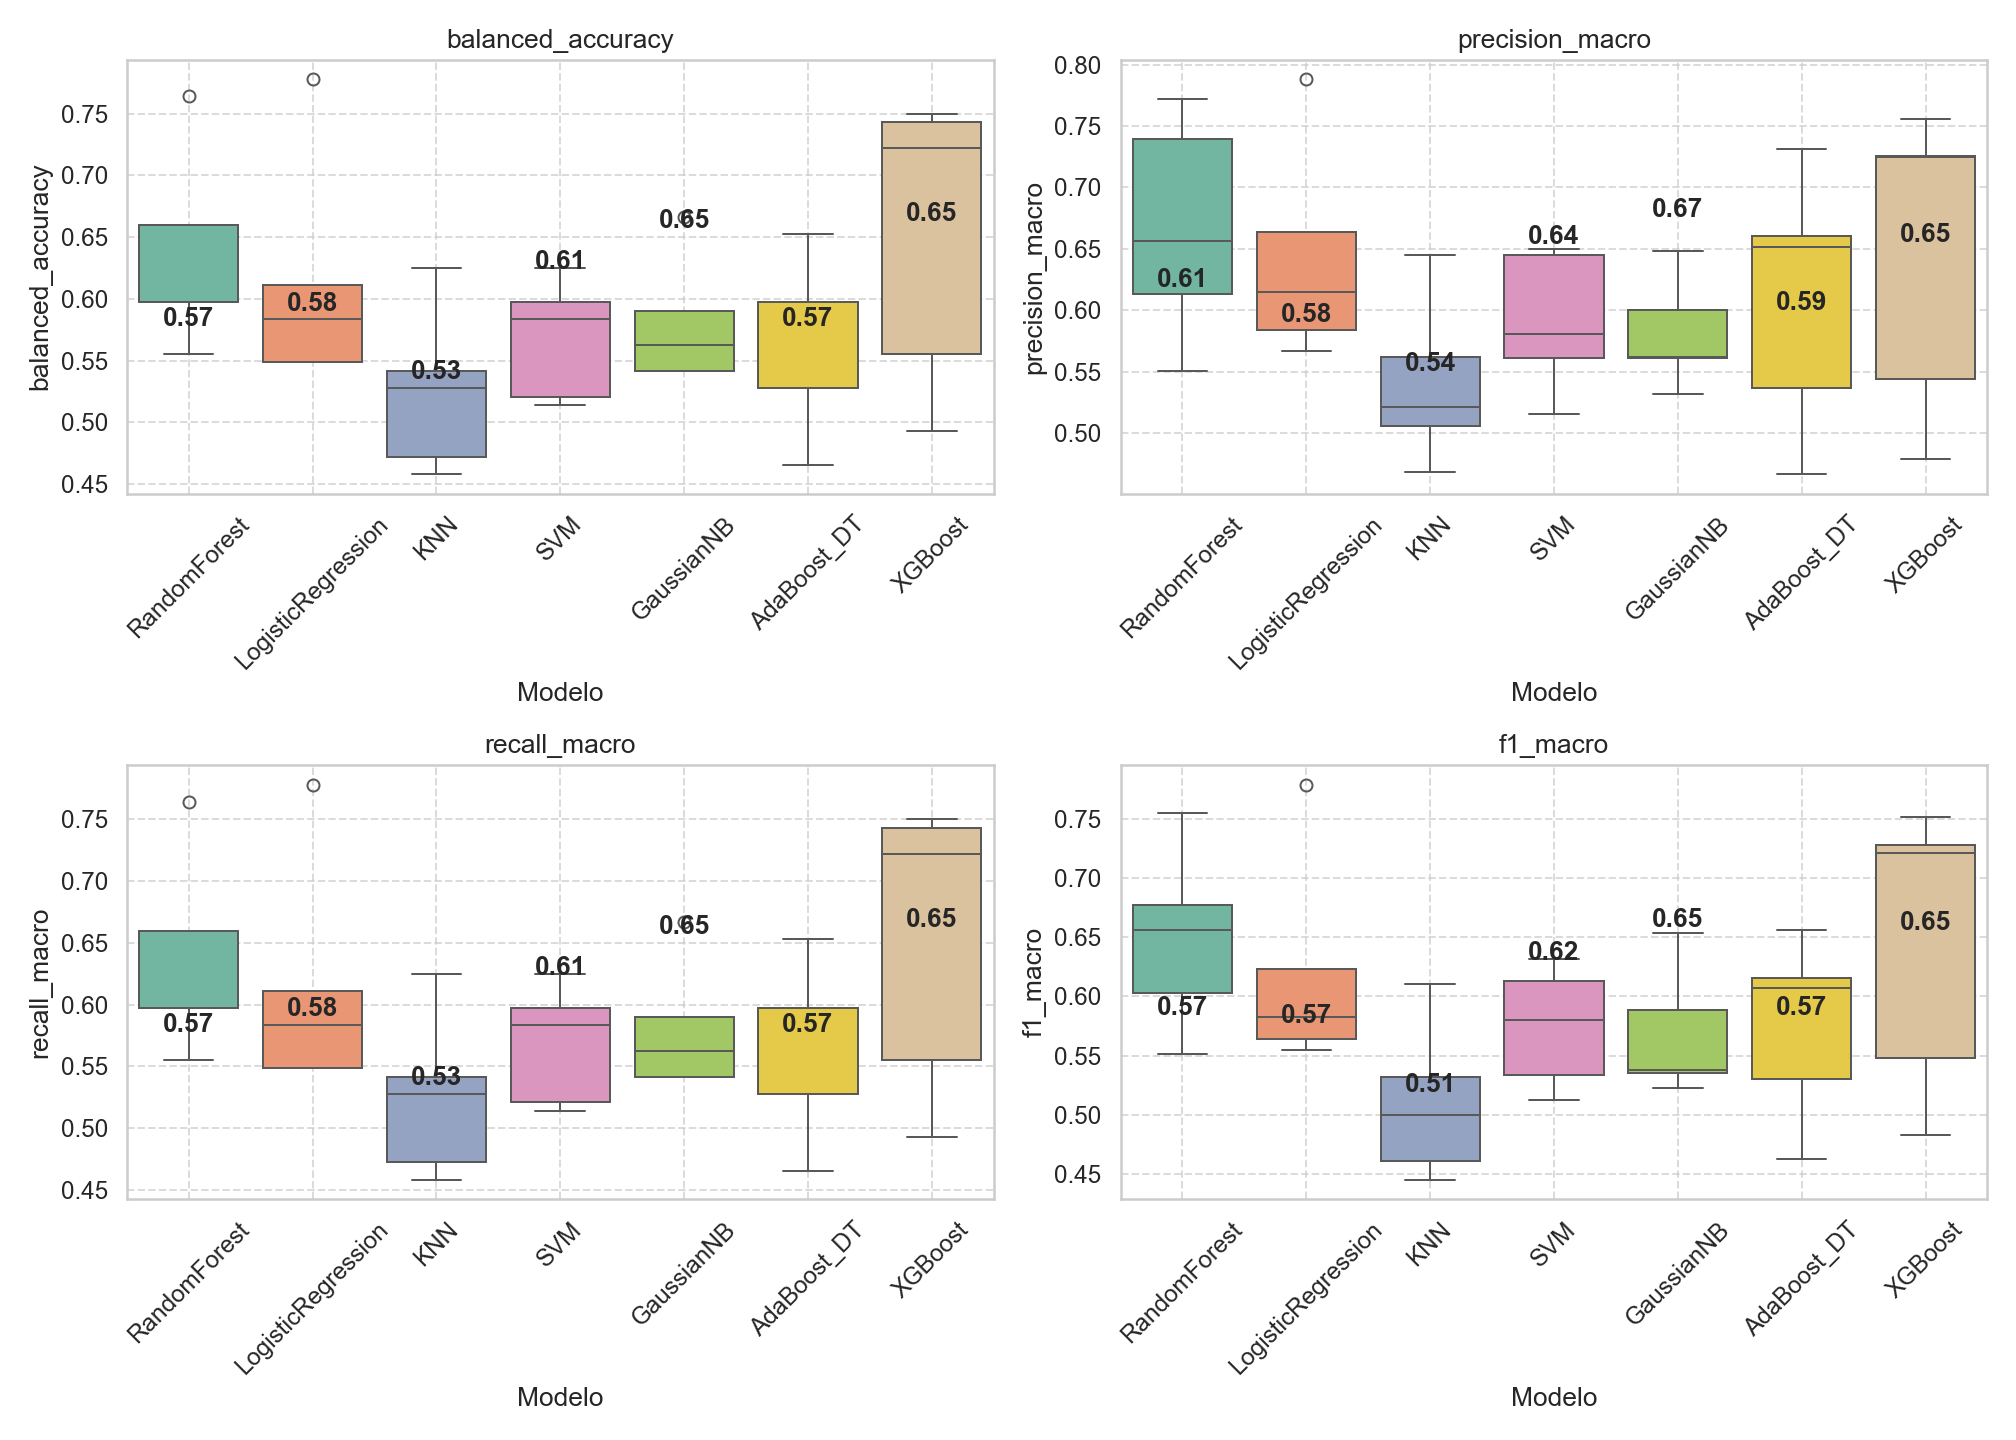 balanced_accuracy
balanced_accuracy
0.75
0.70
0.65
0.60
0.55
0.50
0.45
0.57
0.58
0.53
0.61
0.65
0.57
0.65
RandomForest
LogisticRegression
KNN
SVM
GaussianNB
AdaBoost_DT
XGBoost
Modelo
precision_macro
precision_macro
0.80
0.75
0.70
0.65
0.60
0.55
0.50
0.61
0.58
0.54
0.64
0.67
0.59
0.65
RandomForest
LogisticRegression
KNN
SVM
GaussianNB
AdaBoost_DT
XGBoost
Modelo
recall_macro
recall_macro
0.75
0.70
0.65
0.60
0.55
0.50
0.45
0.57
0.58
0.53
0.61
0.65
0.57
0.65
RandomForest
LogisticRegression
KNN
SVM
GaussianNB
AdaBoost_DT
XGBoost
Modelo
f1_macro
f1_macro
0.75
0.70
0.65
0.60
0.55
0.50
0.45
0.57
0.57
0.51
0.62
0.65
0.57
0.65
RandomForest
LogisticRegression
KNN
SVM
GaussianNB
AdaBoost_DT
XGBoost
Modelo